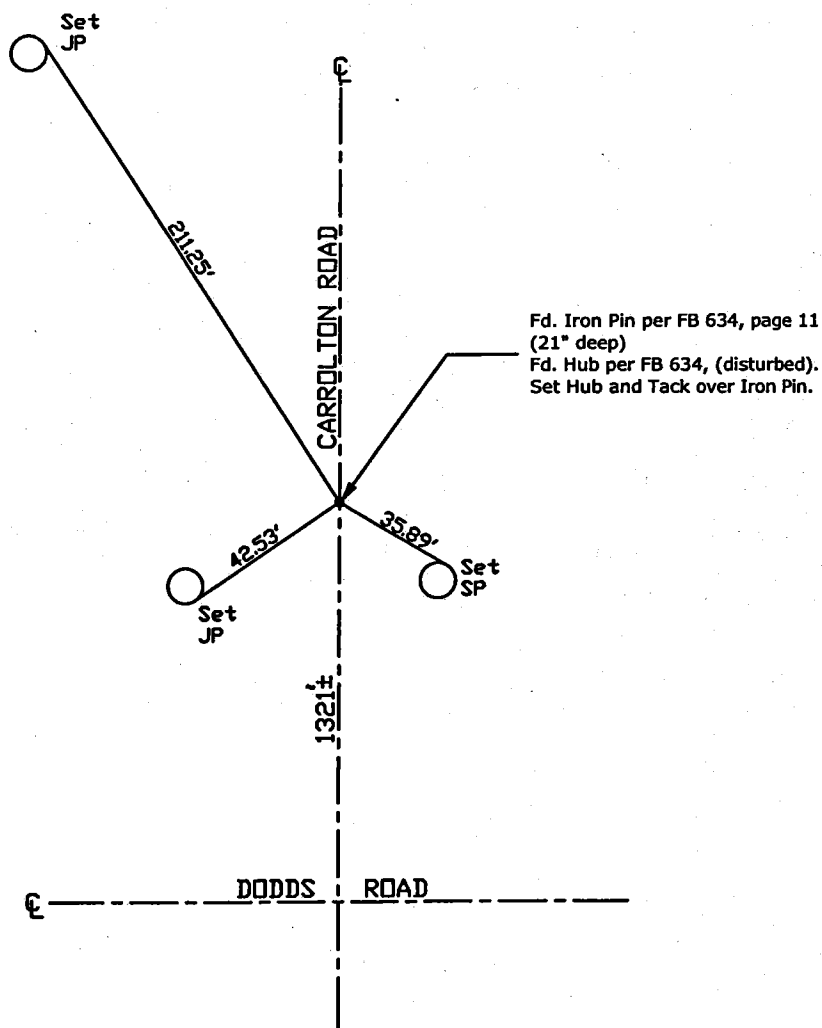 Set
JP
℄
211.25'
CARROLTON ROAD
Fd. Iron Pin per FB 634, page 11
(21" deep)
Fd. Hub per FB 634, (disturbed).
Set Hub and Tack over Iron Pin.
42.53'
35.89'
Set
SP
Set
JP
1321'±
℄
DODDS ROAD